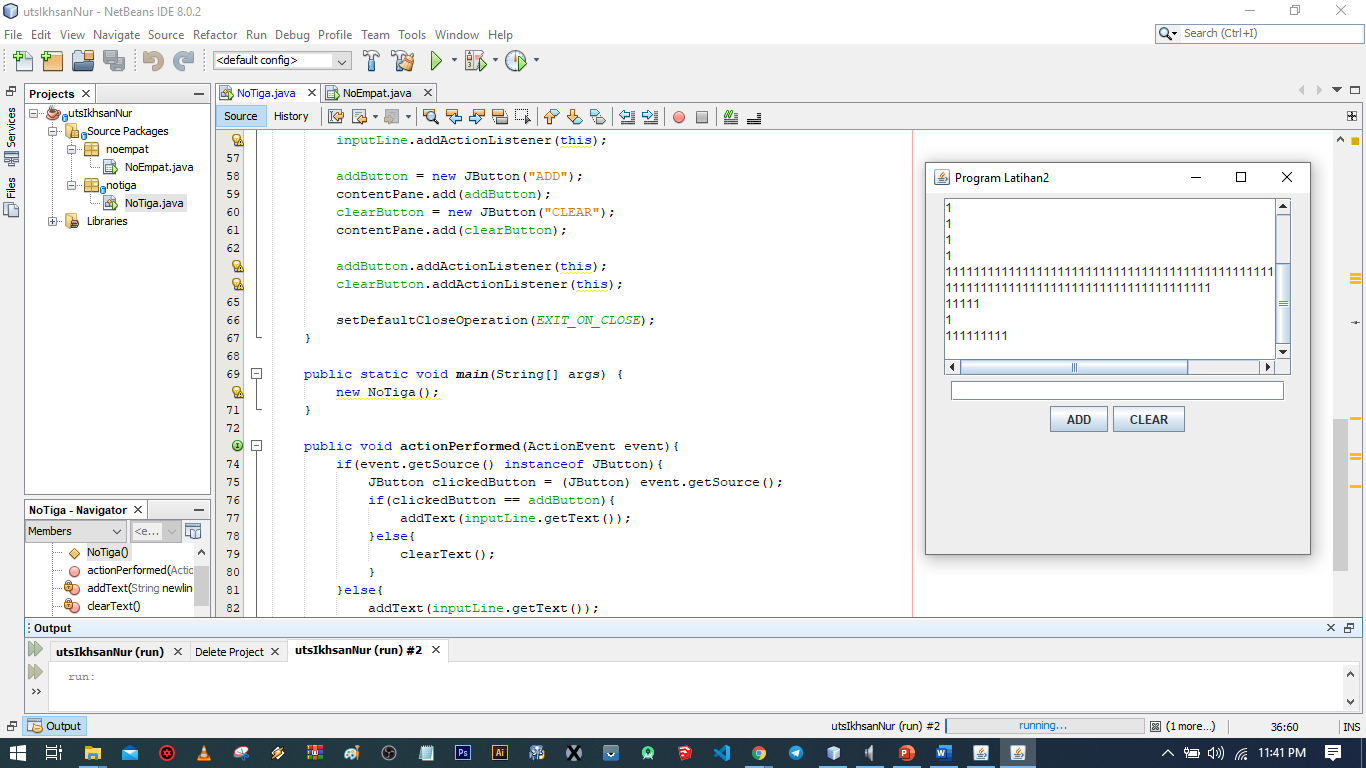 utsIkhsanNur - NetBeans IDE 8.0.2
File Edit View Navigate Source Refactor Run Debug Profile Team Tools Window Help
Search (Ctrl+I)
<default config>
Services
Files
Projects
utsIkhsanNur
Source Packages
noempat
NoEmpat.java
notiga
NoTiga.java
Libraries
NoTiga.java NoEmpat.java
Source History
inputLine.addActionListener(this);
57
58 addButton = new JButton("ADD");
59 contentPane.add(addButton);
60 clearButton = new JButton("CLEAR");
61 contentPane.add(clearButton);
62
addButton.addActionListener(this);
clearButton.addActionListener(this);
65
66 setDefaultCloseOperation(EXIT_ON_CLOSE);
67 }
68
69 public static void main(String[] args) {
new NoTiga();
71 }
72
public void actionPerformed(ActionEvent event){
74 if(event.getSource() instanceof JButton){
75 JButton clickedButton = (JButton) event.getSource();
76 if(clickedButton == addButton){
77 addText(inputLine.getText());
78 }else{
79 clearText();
80 }
81 }else{
82 addText(inputLine.getText());
Program Latihan2
1
1
1
1
11111111111111111111111111111111111111111111111
11111111111111111111111111111111111111
11111
1
111111111
ADD CLEAR
NoTiga - Navigator
Members <e...
NoTiga()
actionPerformed(Actic
addText(String newlin
clearText()
Output
utsIkhsanNur (run) Delete Project utsIkhsanNur (run) #2
run:
Output
utsIkhsanNur (run) #2 running... (1 more...) 36:60 INS
11:41 PM